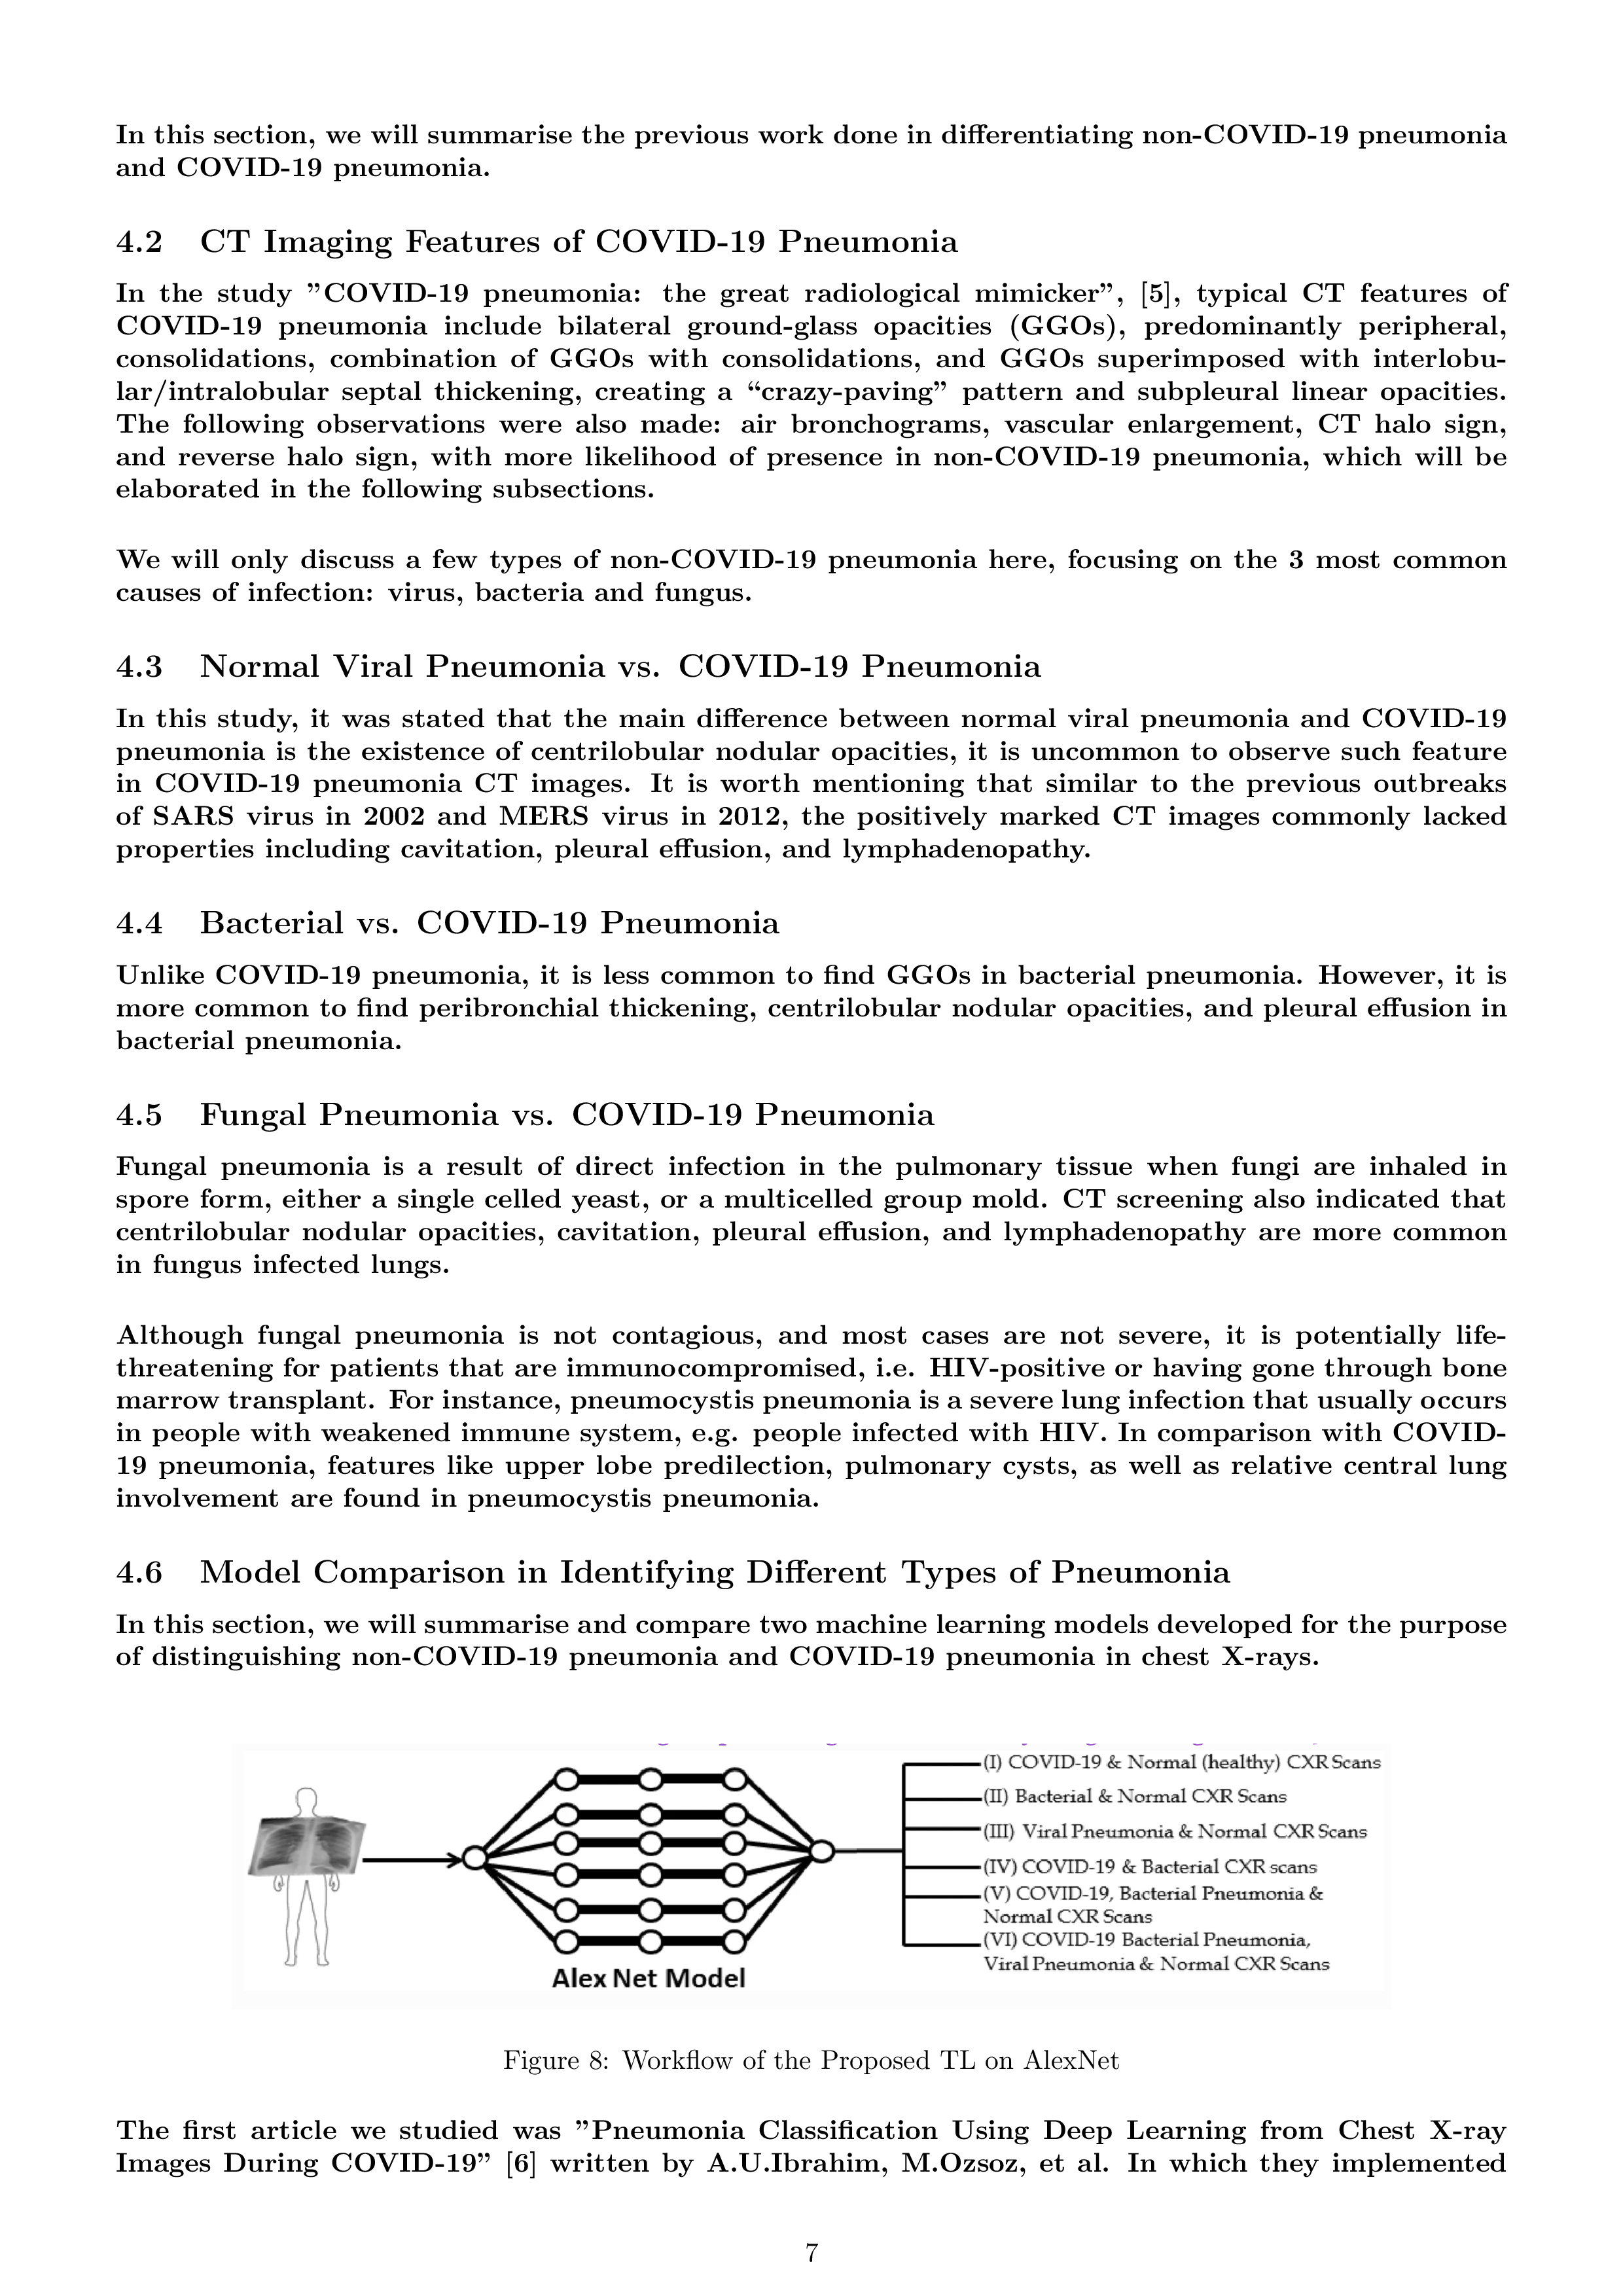 In this section, we will summarise the previous work done in differentiating non-COVID-19 pneumonia
and COVID-19 pneumonia.
4.2 CT Imaging Features of COVID-19 Pneumonia
In the study ”COVID-19 pneumonia: the great radiological mimicker”, [5], typical CT features of
COVID-19 pneumonia include bilateral ground-glass opacities (GGOs), predominantly peripheral,
consolidations, combination of GGOs with consolidations, and GGOs superimposed with interlobu-
lar/intralobular septal thickening, creating a “crazy-paving” pattern and subpleural linear opacities.
The following observations were also made: air bronchograms, vascular enlargement, CT halo sign,
and reverse halo sign, with more likelihood of presence in non-COVID-19 pneumonia, which will be
elaborated in the following subsections.
We will only discuss a few types of non-COVID-19 pneumonia here, focusing on the 3 most common
causes of infection: virus, bacteria and fungus.
4.3 Normal Viral Pneumonia vs. COVID-19 Pneumonia
In this study, it was stated that the main difference between normal viral pneumonia and COVID-19
pneumonia is the existence of centrilobular nodular opacities, it is uncommon to observe such feature
in COVID-19 pneumonia CT images. It is worth mentioning that similar to the previous outbreaks
of SARS virus in 2002 and MERS virus in 2012, the positively marked CT images commonly lacked
properties including cavitation, pleural effusion, and lymphadenopathy.
4.4 Bacterial vs. COVID-19 Pneumonia
Unlike COVID-19 pneumonia, it is less common to find GGOs in bacterial pneumonia. However, it is
more common to find peribronchial thickening, centrilobular nodular opacities, and pleural effusion in
bacterial pneumonia.
4.5 Fungal Pneumonia vs. COVID-19 Pneumonia
Fungal pneumonia is a result of direct infection in the pulmonary tissue when fungi are inhaled in
spore form, either a single celled yeast, or a multicelled group mold. CT screening also indicated that
centrilobular nodular opacities, cavitation, pleural effusion, and lymphadenopathy are more common
in fungus infected lungs.
Although fungal pneumonia is not contagious, and most cases are not severe, it is potentially life-
threatening for patients that are immunocompromised, i.e. HIV-positive or having gone through bone
marrow transplant. For instance, pneumocystis pneumonia is a severe lung infection that usually occurs
in people with weakened immune system, e.g. people infected with HIV. In comparison with COVID-
19 pneumonia, features like upper lobe predilection, pulmonary cysts, as well as relative central lung
involvement are found in pneumocystis pneumonia.
4.6 Model Comparison in Identifying Different Types of Pneumonia
In this section, we will summarise and compare two machine learning models developed for the purpose
of distinguishing non-COVID-19 pneumonia and COVID-19 pneumonia in chest X-rays.
(I) COVID-19 & Normal (healthy) CXR Scans
(II) Bacterial & Normal CXR Scans
(III) Viral Pneumonia & Normal CXR Scans
(IV) COVID-19 & Bacterial CXR scans
(V) COVID-19, Bacterial Pneumonia &
Normal CXR Scans
(VI) COVID-19 Bacterial Pneumonia,
Viral Pneumonia & Normal CXR Scans
Alex Net Model
Figure 8: Workflow of the Proposed TL on AlexNet
The first article we studied was ”Pneumonia Classification Using Deep Learning from Chest X-ray
Images During COVID-19” [6] written by A.U.Ibrahim, M.Ozsoz, et al. In which they implemented
7